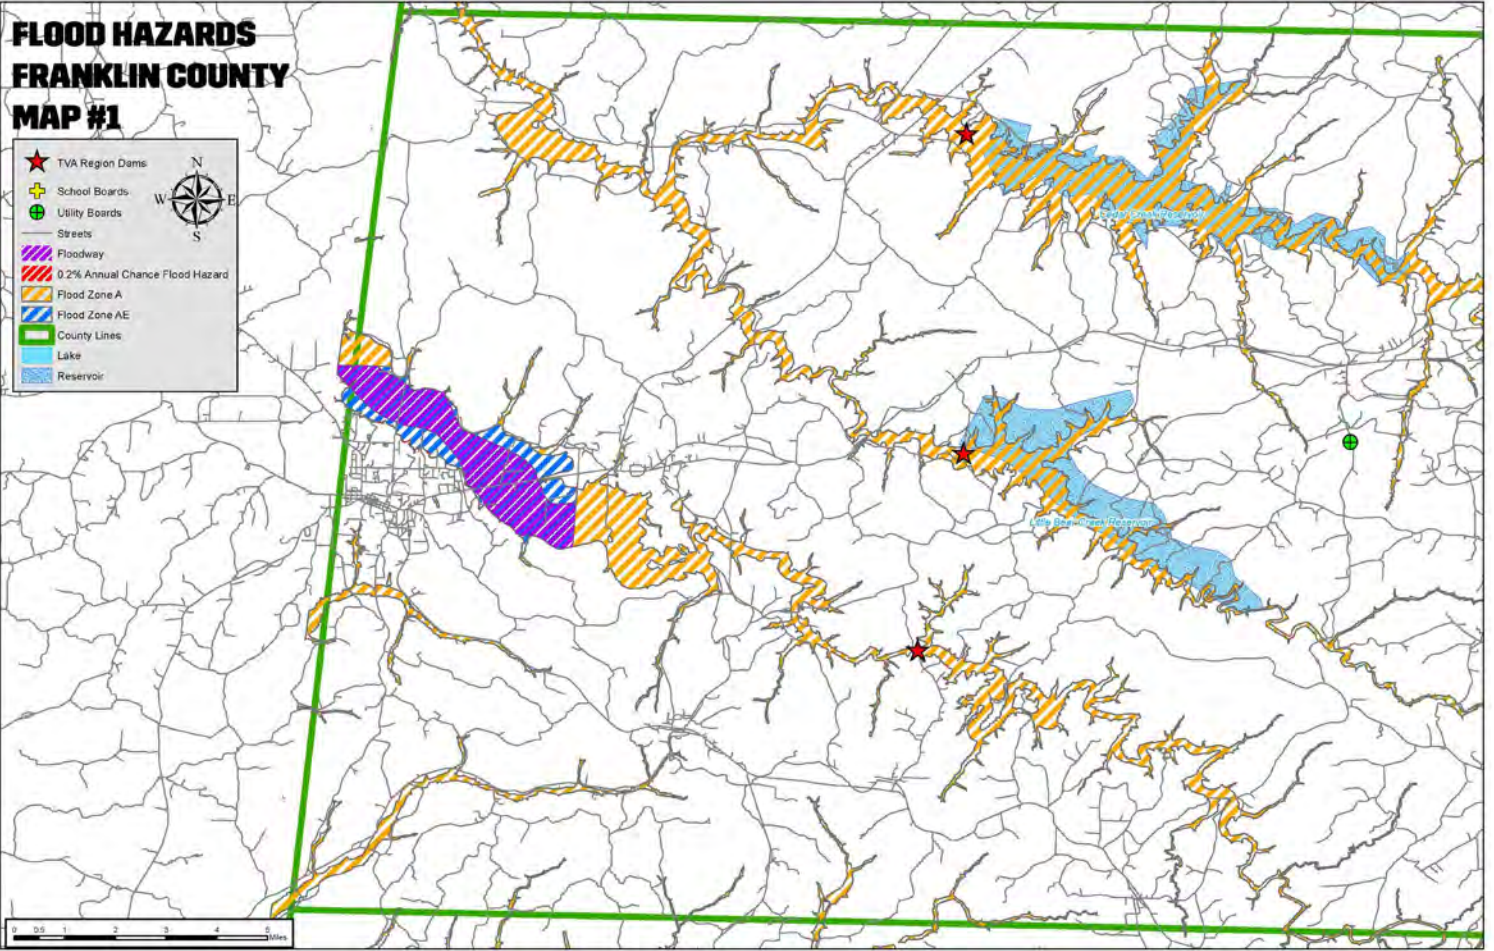 FLOOD HAZARDS
FRANKLIN COUNTY
MAP #1
TVA Region Dams
School Boards
Utility Boards
Streets
Floodway
0.2% Annual Chance Flood Hazard
Flood Zone A
Flood Zone AE
County Lines
Lake
Reservoir
N
W E
S
Cedar Creek Reservoir
Little Bear Creek Reservoir
0 0.5 1 2 3 4 5
Miles